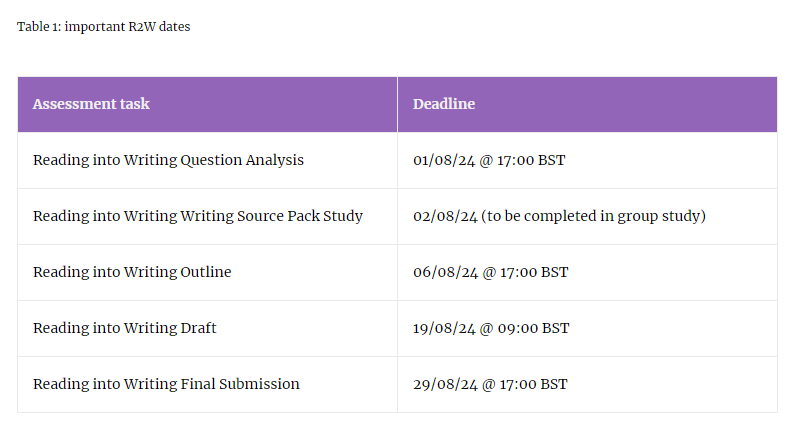 Table 1: important R2W dates
Assessment task Deadline
Reading into Writing Question Analysis 01/08/24 @ 17:00 BST
Reading into Writing Writing Source Pack Study 02/08/24 (to be completed in group study)
Reading into Writing Outline 06/08/24 @ 17:00 BST
Reading into Writing Draft 19/08/24 @ 09:00 BST
Reading into Writing Final Submission 29/08/24 @ 17:00 BST